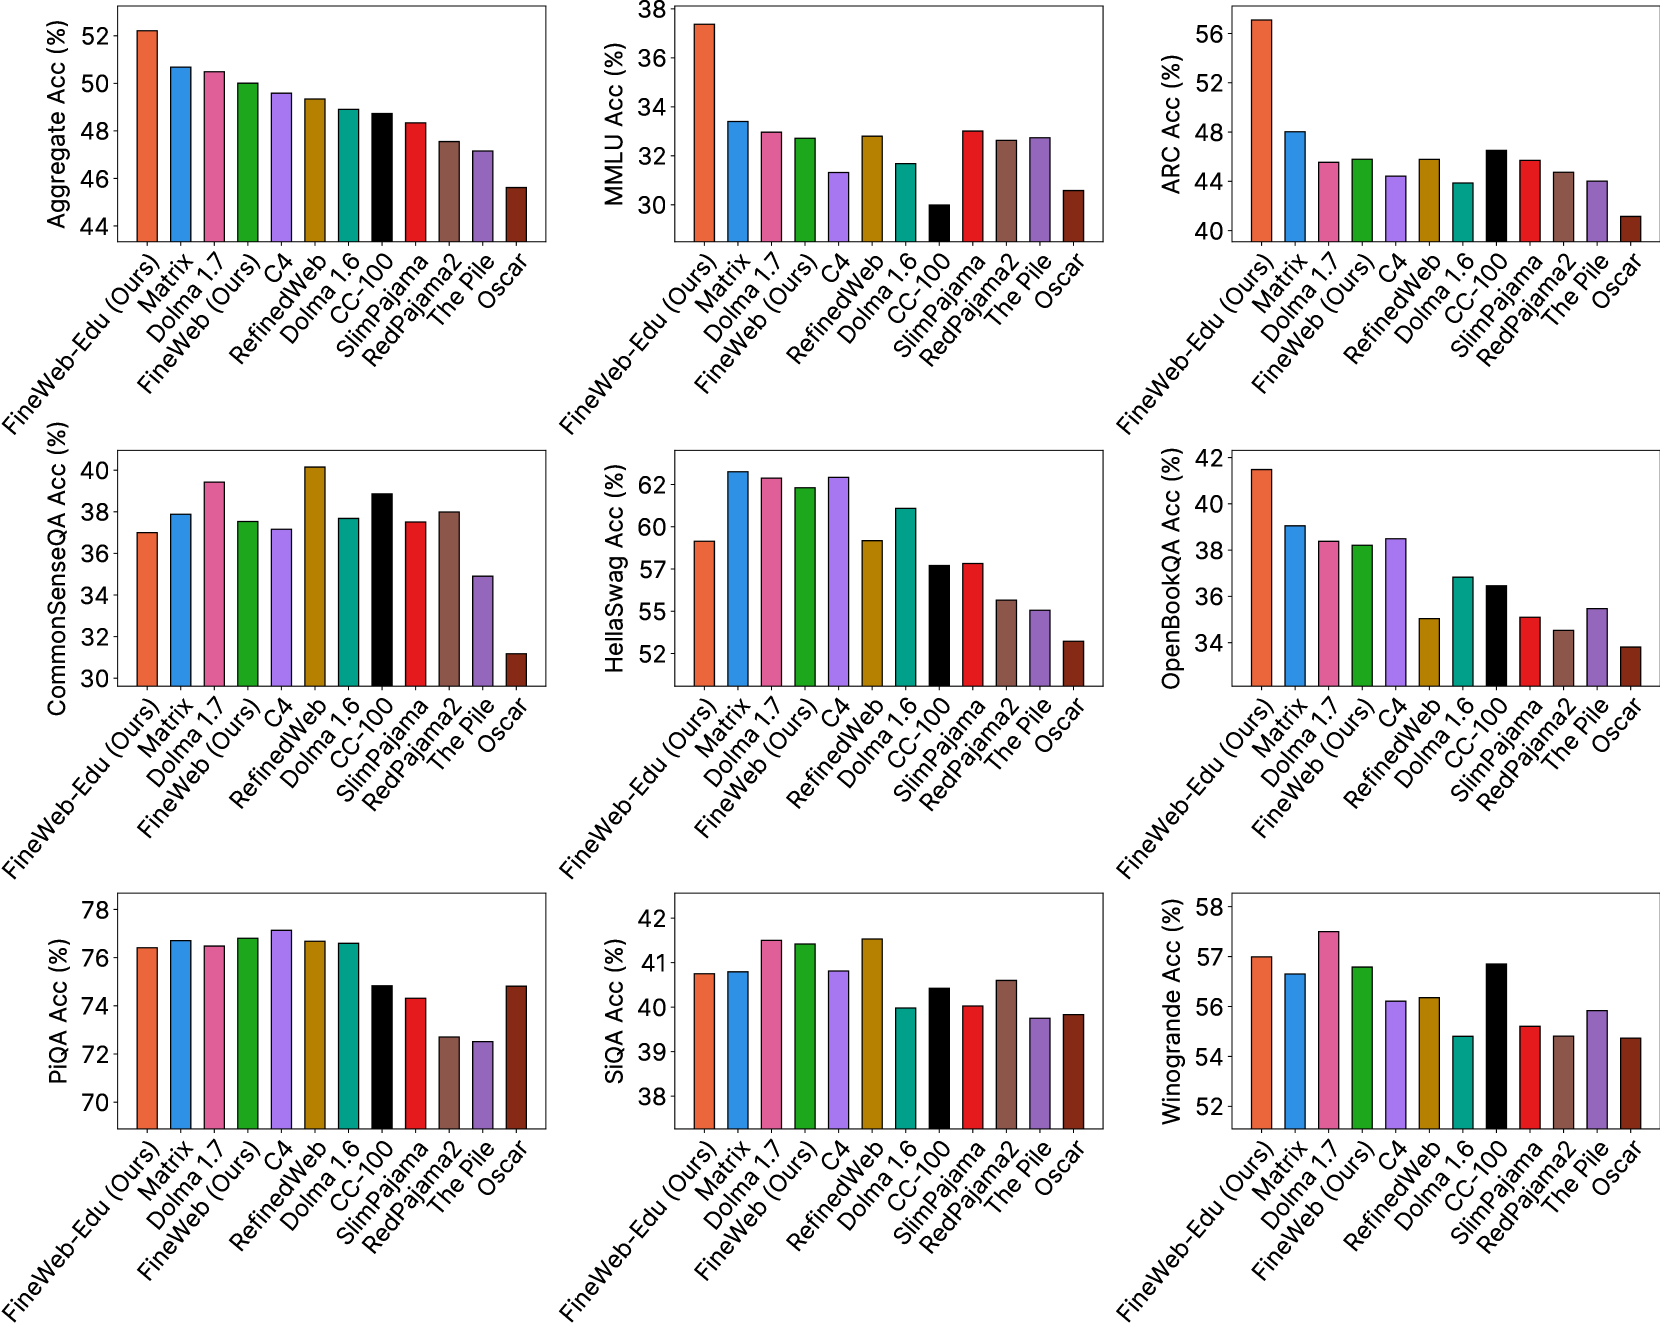 Aggregate Acc (%)
52
50
48
46
44
FineWeb-Edu (Ours)
Matrix
Dolma 1.7
FineWeb (Ours)
C4
RefinedWeb
Dolma 1.6
CC-100
SlimPajama
RedPajama2
The Pile
Oscar
MMLU Acc (%)
38
36
34
32
30
FineWeb-Edu (Ours)
Matrix
Dolma 1.7
FineWeb (Ours)
C4
RefinedWeb
Dolma 1.6
CC-100
SlimPajama
RedPajama2
The Pile
Oscar
ARC Acc (%)
56
52
48
44
40
FineWeb-Edu (Ours)
Matrix
Dolma 1.7
FineWeb (Ours)
C4
RefinedWeb
Dolma 1.6
CC-100
SlimPajama
RedPajama2
The Pile
Oscar
CommonSenseQA Acc (%)
40
38
36
34
32
30
FineWeb-Edu (Ours)
Matrix
Dolma 1.7
FineWeb (Ours)
C4
RefinedWeb
Dolma 1.6
CC-100
SlimPajama
RedPajama2
The Pile
Oscar
HellaSwag Acc (%)
62
60
57
55
52
FineWeb-Edu (Ours)
Matrix
Dolma 1.7
FineWeb (Ours)
C4
RefinedWeb
Dolma 1.6
CC-100
SlimPajama
RedPajama2
The Pile
Oscar
OpenBookQA Acc (%)
42
40
38
36
34
FineWeb-Edu (Ours)
Matrix
Dolma 1.7
FineWeb (Ours)
C4
RefinedWeb
Dolma 1.6
CC-100
SlimPajama
RedPajama2
The Pile
Oscar
PiQA Acc (%)
78
76
74
72
70
FineWeb-Edu (Ours)
Matrix
Dolma 1.7
FineWeb (Ours)
C4
RefinedWeb
Dolma 1.6
CC-100
SlimPajama
RedPajama2
The Pile
Oscar
SiQA Acc (%)
42
41
40
39
38
FineWeb-Edu (Ours)
Matrix
Dolma 1.7
FineWeb (Ours)
C4
RefinedWeb
Dolma 1.6
CC-100
SlimPajama
RedPajama2
The Pile
Oscar
Winogrande Acc (%)
58
57
56
54
52
FineWeb-Edu (Ours)
Matrix
Dolma 1.7
FineWeb (Ours)
C4
RefinedWeb
Dolma 1.6
CC-100
SlimPajama
RedPajama2
The Pile
Oscar